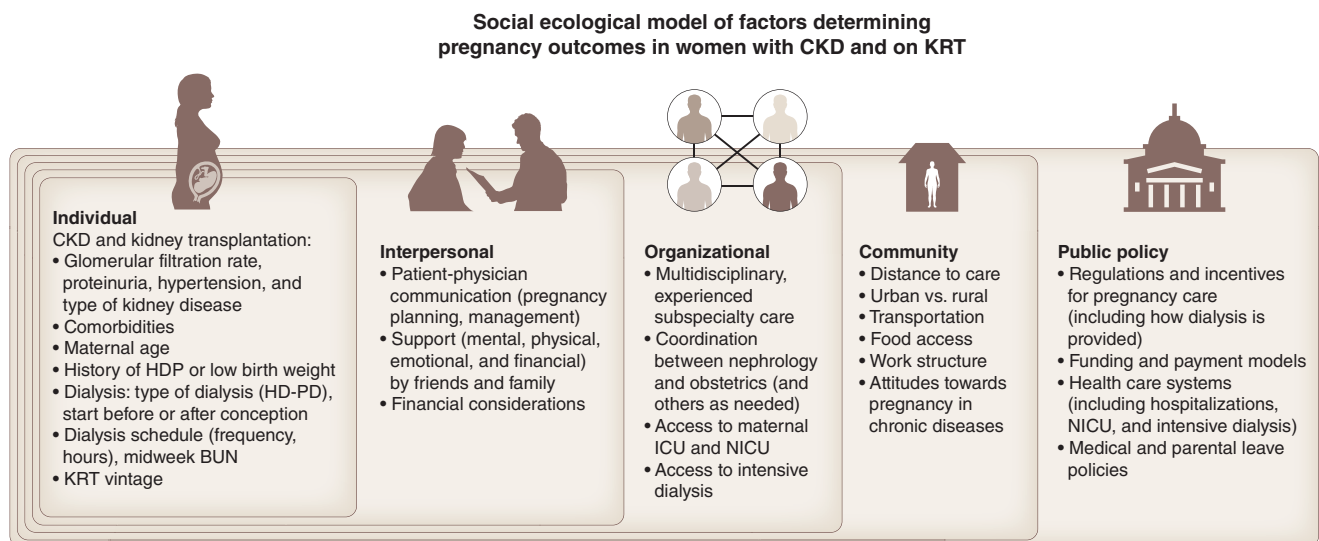 Social ecological model of factors determining
pregnancy outcomes in women with CKD and on KRT
Individual
CKD and kidney transplantation:
• Glomerular filtration rate,
proteinuria, hypertension, and
type of kidney disease
• Comorbidities
• Maternal age
• History of HDP or low birth weight
• Dialysis: type of dialysis (HD-PD),
start before or after conception
• Dialysis schedule (frequency,
hours), midweek BUN
• KRT vintage
Interpersonal
• Patient-physician
communication (pregnancy
planning, management)
• Support (mental, physical,
emotional, and financial)
by friends and family
• Financial considerations
Organizational
• Multidisciplinary,
experienced
subspecialty care
• Coordination
between nephrology
and obstetrics (and
others as needed)
• Access to maternal
ICU and NICU
• Access to intensive
dialysis
Community
• Distance to care
• Urban vs. rural
• Transportation
• Food access
• Work structure
• Attitudes towards
pregnancy in
chronic diseases
Public policy
• Regulations and incentives
for pregnancy care
(including how dialysis is
provided)
• Funding and payment models
• Health care systems
(including hospitalizations,
NICU, and intensive dialysis)
• Medical and parental leave
policies